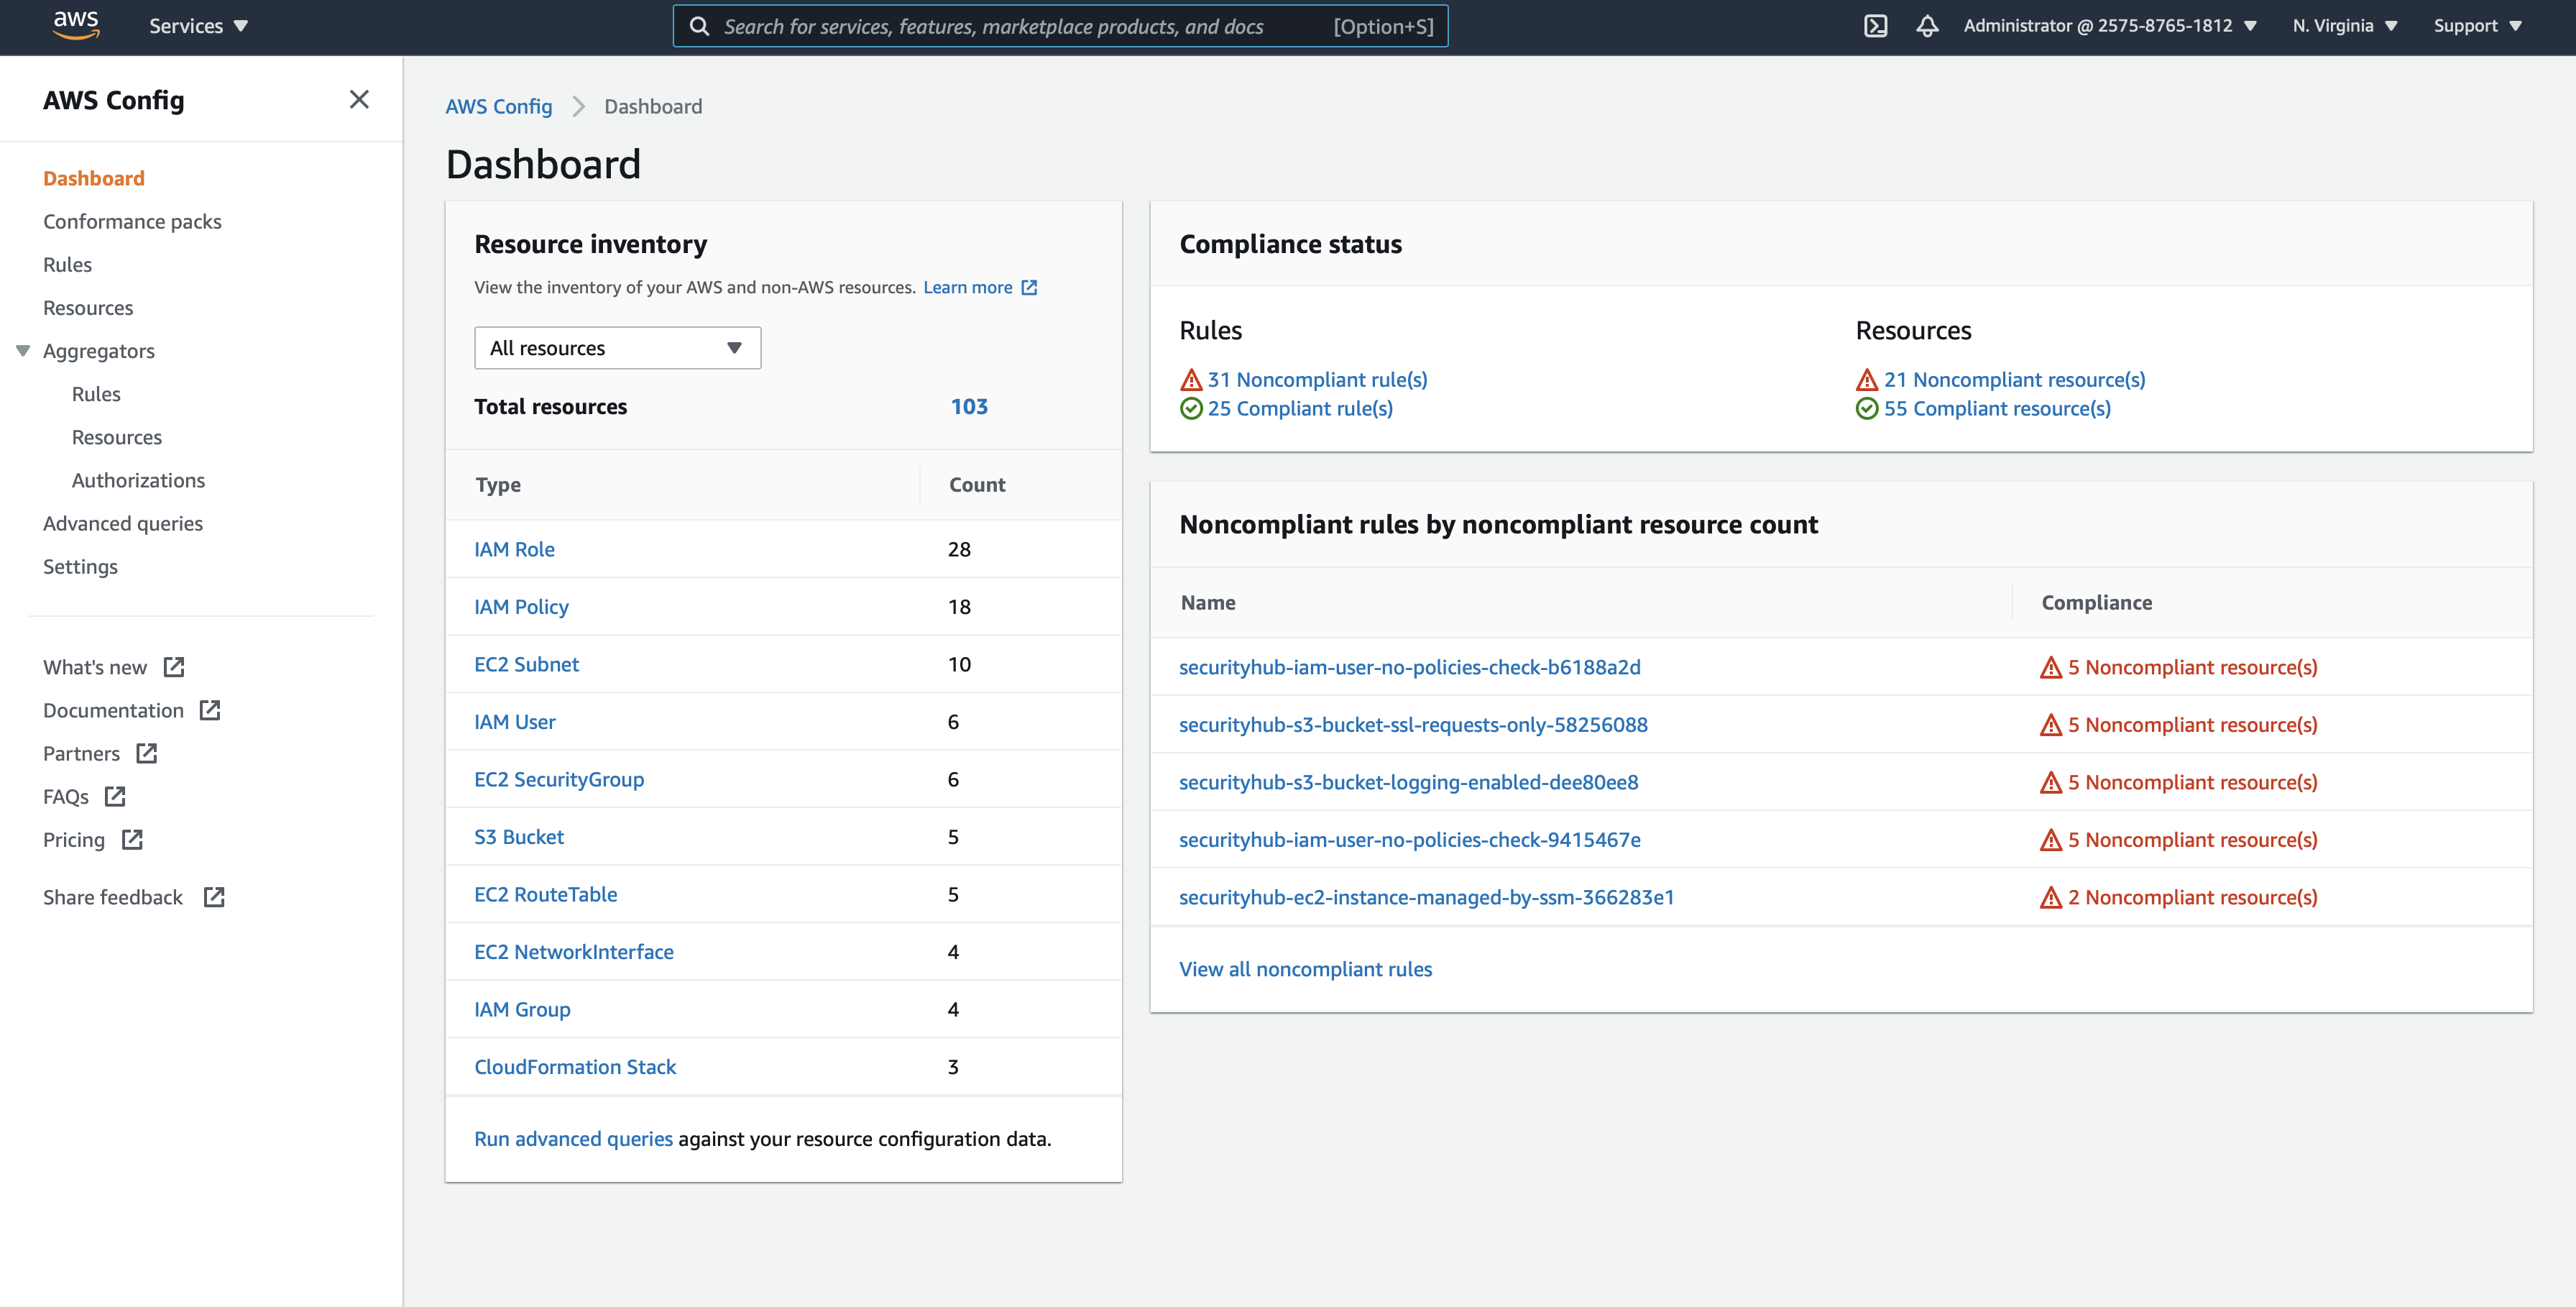 aws
Services
Search for services, features, marketplace products, and docs [Option+S]
Administrator @ 2575-8765-1812
N. Virginia
Support
AWS Config
Dashboard
Conformance packs
Rules
Resources
Aggregators
Rules
Resources
Authorizations
Advanced queries
Settings
What's new
Documentation
Partners
FAQs
Pricing
Share feedback
AWS Config Dashboard
Dashboard
Resource inventory
View the inventory of your AWS and non-AWS resources. Learn more
All resources
Total resources 103
Type Count
IAM Role 28
IAM Policy 18
EC2 Subnet 10
IAM User 6
EC2 SecurityGroup 6
S3 Bucket 5
EC2 RouteTable 5
EC2 NetworkInterface 4
IAM Group 4
CloudFormation Stack 3
Run advanced queries against your resource configuration data.
Compliance status
Rules
31 Noncompliant rule(s)
25 Compliant rule(s)
Resources
21 Noncompliant resource(s)
55 Compliant resource(s)
Noncompliant rules by noncompliant resource count
Name Compliance
securityhub-iam-user-no-policies-check-b6188a2d 5 Noncompliant resource(s)
securityhub-s3-bucket-ssl-requests-only-58256088 5 Noncompliant resource(s)
securityhub-s3-bucket-logging-enabled-dee80ee8 5 Noncompliant resource(s)
securityhub-iam-user-no-policies-check-9415467e 5 Noncompliant resource(s)
securityhub-ec2-instance-managed-by-ssm-366283e1 2 Noncompliant resource(s)
View all noncompliant rules